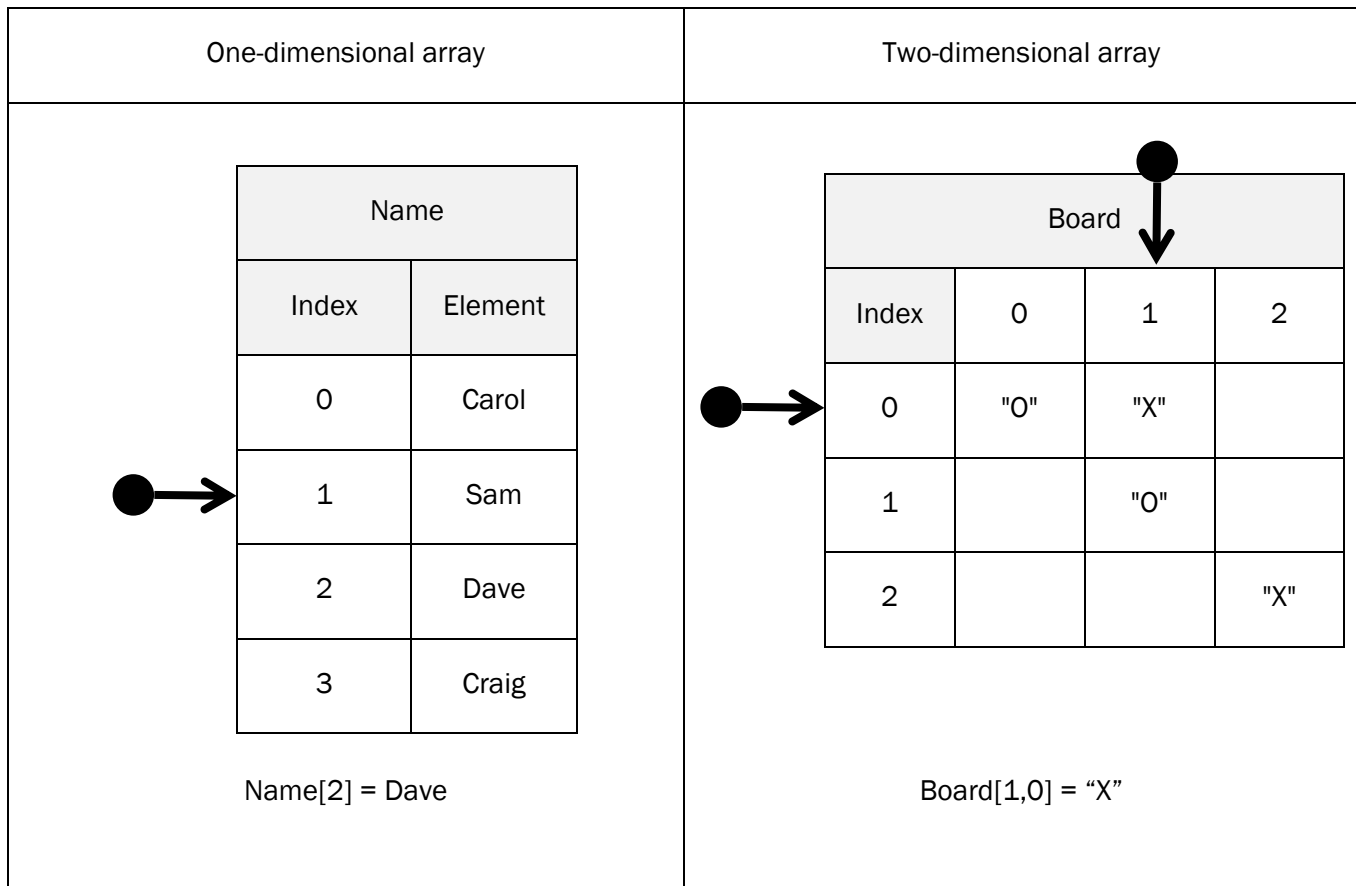 One-dimensional array
Two-dimensional array
Name
Index Element
0 Carol
1 Sam
2 Dave
3 Craig
Name[2] = Dave
Board
Index 0 1 2
0 "O" "X"
1 "O"
2 "X"
Board[1,0] = “X”